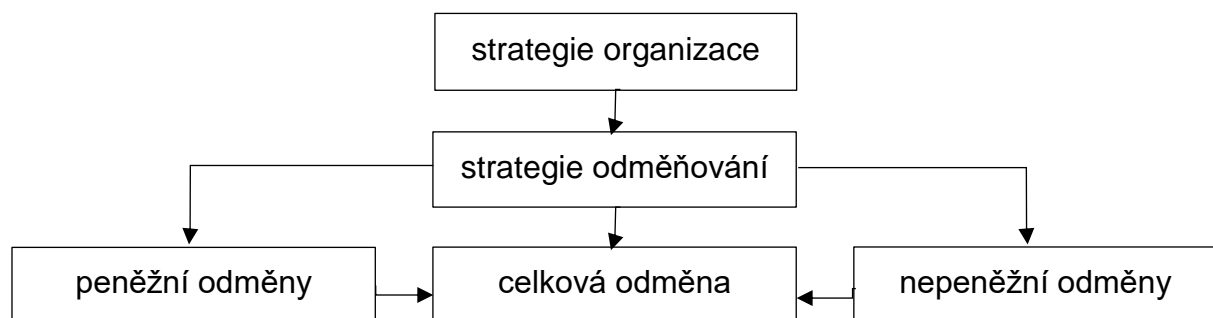 strategie organizace
strategie odměňování
peněžní odměny
celková odměna
nepeněžní odměny